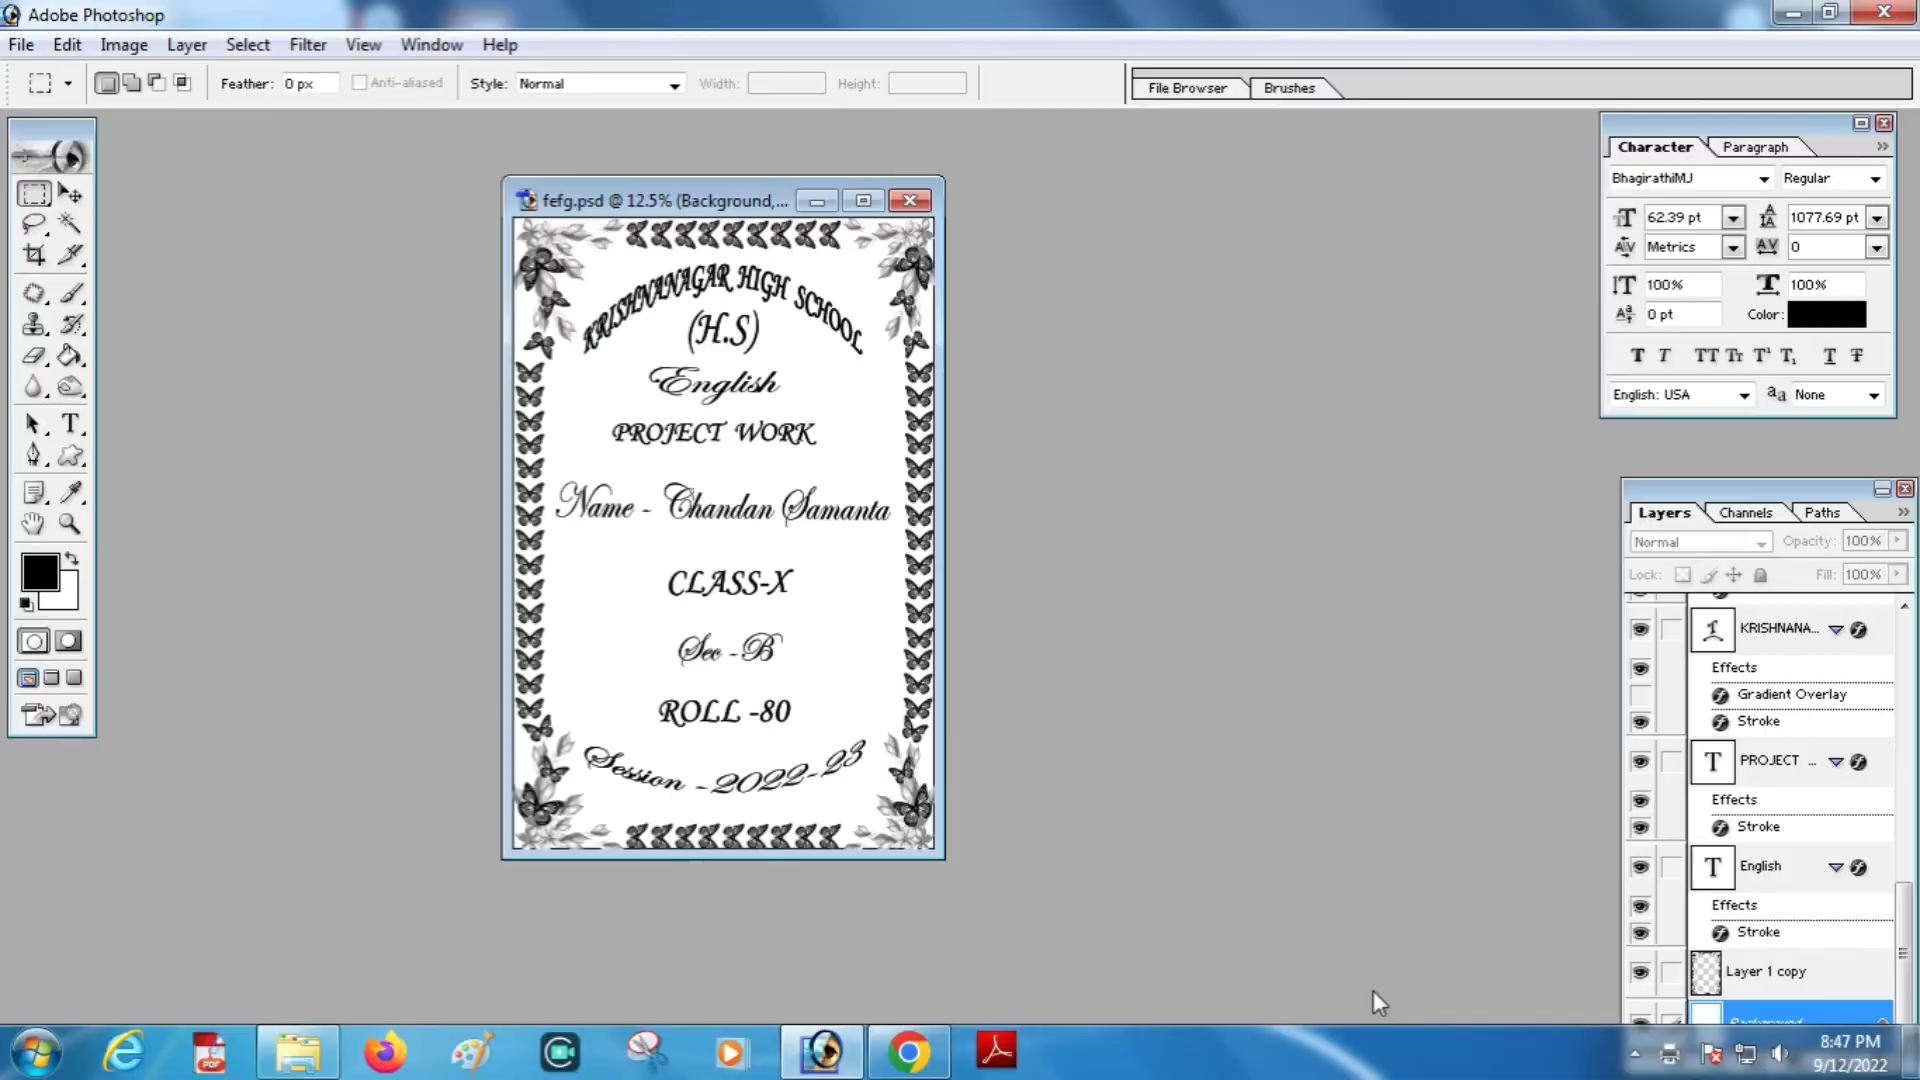 Adobe Photoshop
File Edit Image Layer Select Filter View Window Help
Feather: 0 px Anti-aliased Style: Normal Width: Height: File Browser Brushes
fefg.psd @ 12.5% (Background,...
KRISHNANAGAR HIGH SCHOOL
(H.S)
English
PROJECT WORK
Name - Chandan Samanta
CLASS-X
Sec -B
ROLL -80
Session -2022-23
Character Paragraph
BhagirathiMJ Regular
62.39 pt 1077.69 pt
Metrics 0
100% 100%
0 pt Color:
English: USA aa None
Layers Channels Paths
Normal Opacity: 100%
Lock: Fill: 100%
KRISHNANA...
Effects
Gradient Overlay
Stroke
PROJECT ...
Effects
Stroke
English
Effects
Stroke
Layer 1 copy
Background
PDF
8:47 PM
9/12/2022